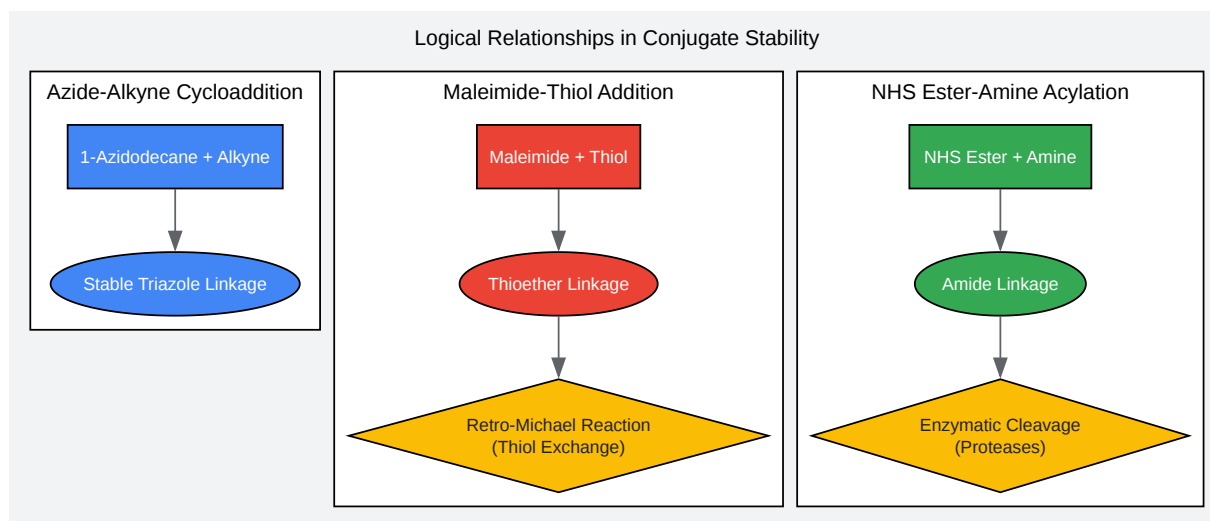 Logical Relationships in Conjugate Stability
Azide-Alkyne Cycloaddition
1-Azidodecane + Alkyne
Stable Triazole Linkage
Maleimide-Thiol Addition
Maleimide + Thiol
Thioether Linkage
Retro-Michael Reaction
(Thiol Exchange)
NHS Ester-Amine Acylation
NHS Ester + Amine
Amide Linkage
Enzymatic Cleavage
(Proteases)